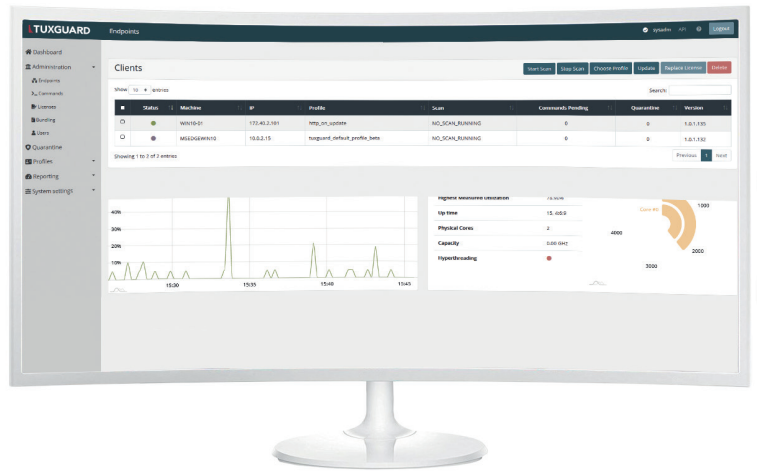 TUXGUARD Endpoints sysadm API Logout
Dashboard
Administration
Endpoints
Commands
Licenses
Bundling
Users
Quarantine
Profiles
Reporting
System settings
Clients
Start Scan Stop Scan Choose Profile Update Replace License Delete
Show 10 entries Search:
Status Machine IP Profile Scan Commands Pending Quarantine Version
WIN10-01 http_on_update NO_SCAN_RUNNING 0 0 1.0.1.135
MSEDGEWIN10 10.0.2.15 tuxguard_default_profile_beta NO_SCAN_RUNNING 0 0 1.0.1.132
Showing 1 to 2 of 2 entries Previous 1 Next
40%
30%
20%
10%
15:30 15:35 15:40 15:45
Highest Measured Utilization
Up time
Physical Cores 2
Capacity 0.00 GHz
Hyperthreading
Core #0
1000
2000
3000
4000